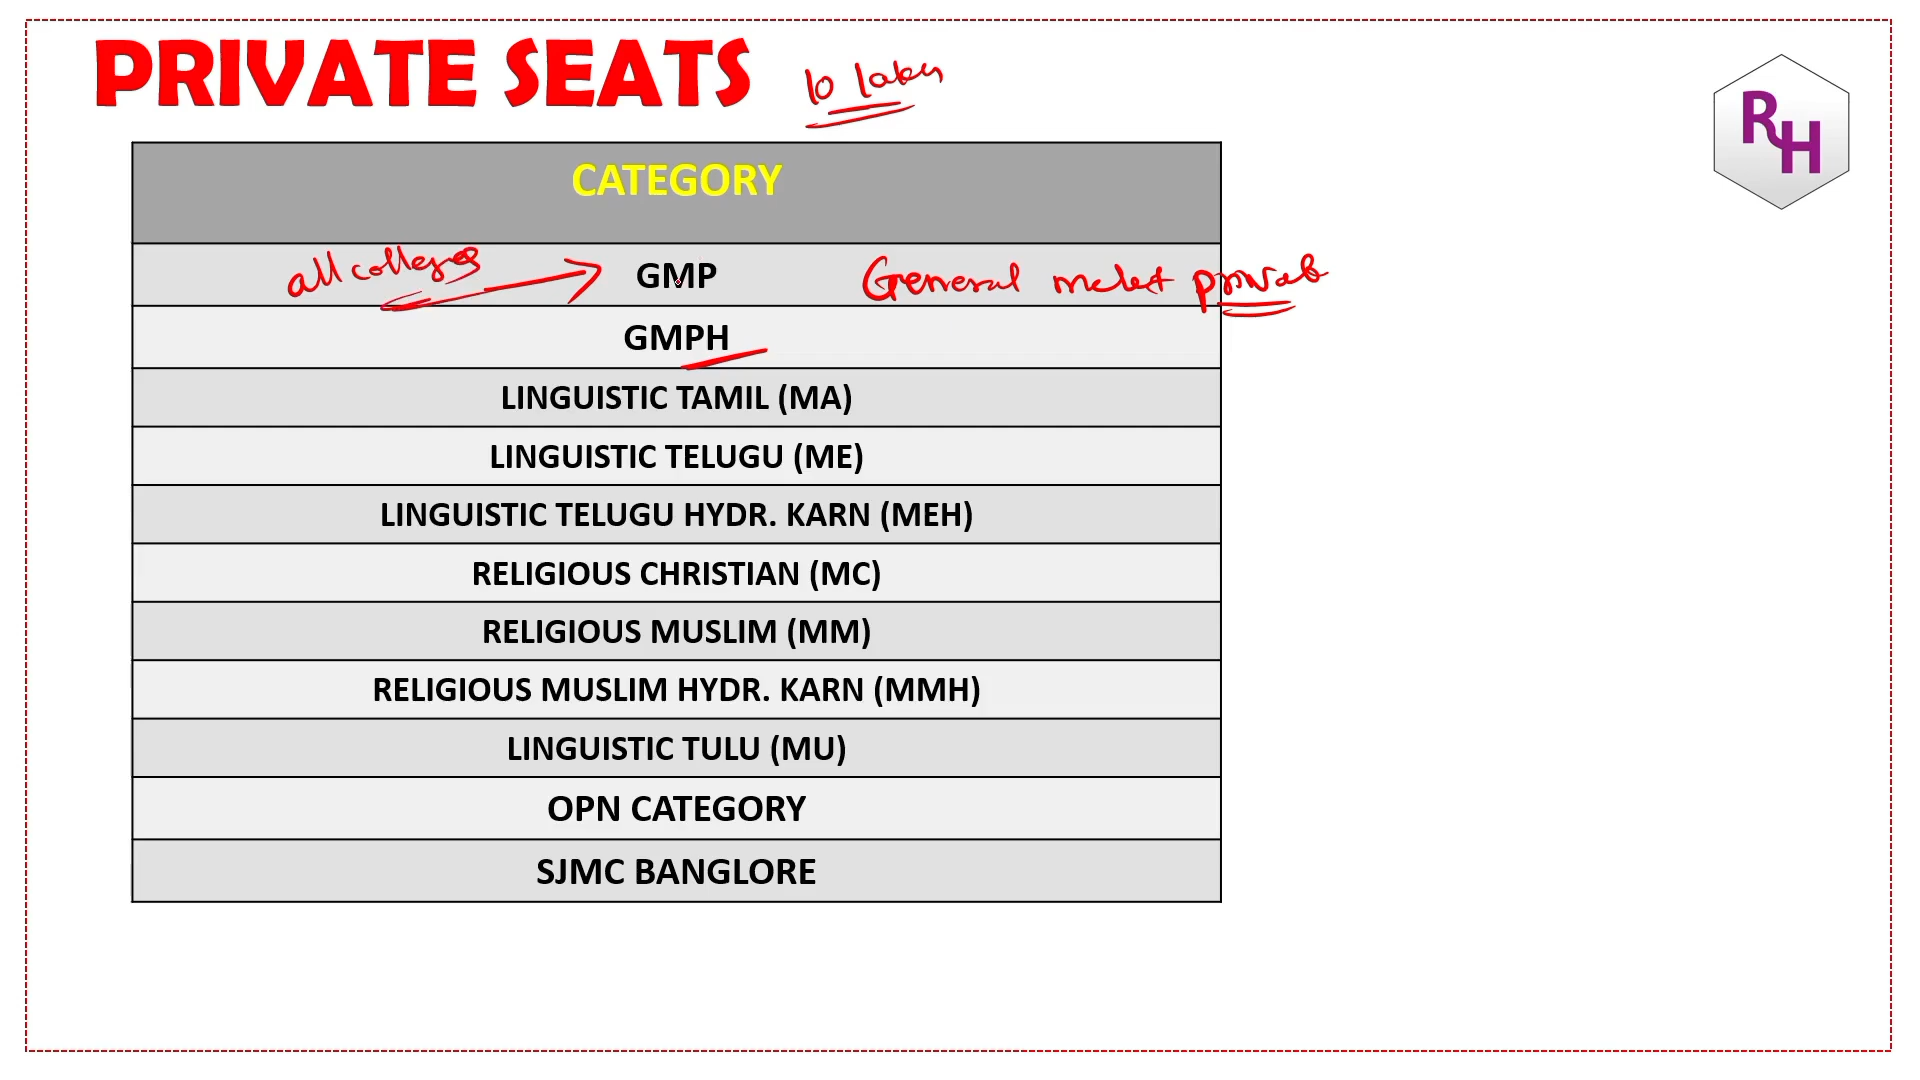 PRIVATE SEATS 10 lakhs
RH
CATEGORY
all colleges GMP General private
GMPH
LINGUISTIC TAMIL (MA)
LINGUISTIC TELUGU (ME)
LINGUISTIC TELUGU HYDR. KARN (MEH)
RELIGIOUS CHRISTIAN (MC)
RELIGIOUS MUSLIM (MM)
RELIGIOUS MUSLIM HYDR. KARN (MMH)
LINGUISTIC TULU (MU)
OPN CATEGORY
SJMC BANGLORE